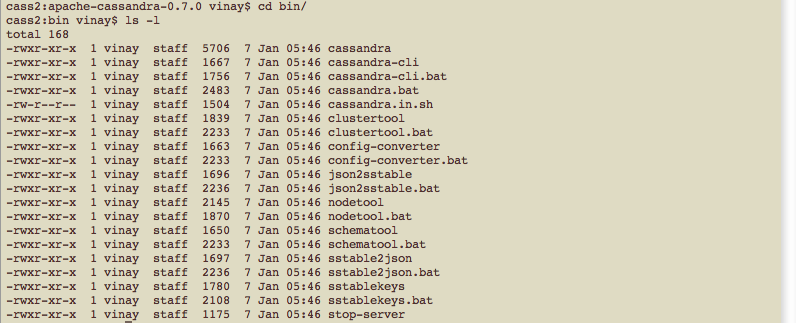 cass2:apache-cassandra-0.7.0 vinay$ cd bin/
cass2:bin vinay$ ls -l
total 168
-rwxr-xr-x  1 vinay  staff  5706  7 Jan 05:46 cassandra
-rwxr-xr-x  1 vinay  staff  1667  7 Jan 05:46 cassandra-cli
-rwxr-xr-x  1 vinay  staff  1756  7 Jan 05:46 cassandra-cli.bat
-rwxr-xr-x  1 vinay  staff  2483  7 Jan 05:46 cassandra.bat
-rw-r--r--  1 vinay  staff  1504  7 Jan 05:46 cassandra.in.sh
-rwxr-xr-x  1 vinay  staff  1839  7 Jan 05:46 clustertool
-rwxr-xr-x  1 vinay  staff  2233  7 Jan 05:46 clustertool.bat
-rwxr-xr-x  1 vinay  staff  1663  7 Jan 05:46 config-converter
-rwxr-xr-x  1 vinay  staff  2233  7 Jan 05:46 config-converter.bat
-rwxr-xr-x  1 vinay  staff  1696  7 Jan 05:46 json2sstable
-rwxr-xr-x  1 vinay  staff  2236  7 Jan 05:46 json2sstable.bat
-rwxr-xr-x  1 vinay  staff  2145  7 Jan 05:46 nodetool
-rwxr-xr-x  1 vinay  staff  1870  7 Jan 05:46 nodetool.bat
-rwxr-xr-x  1 vinay  staff  1650  7 Jan 05:46 schematool
-rwxr-xr-x  1 vinay  staff  2233  7 Jan 05:46 schematool.bat
-rwxr-xr-x  1 vinay  staff  1697  7 Jan 05:46 sstable2json
-rwxr-xr-x  1 vinay  staff  2236  7 Jan 05:46 sstable2json.bat
-rwxr-xr-x  1 vinay  staff  1780  7 Jan 05:46 sstablekeys
-rwxr-xr-x  1 vinay  staff  2108  7 Jan 05:46 sstablekeys.bat
-rwxr-xr-x  1 vinay  staff  1175  7 Jan 05:46 stop-server